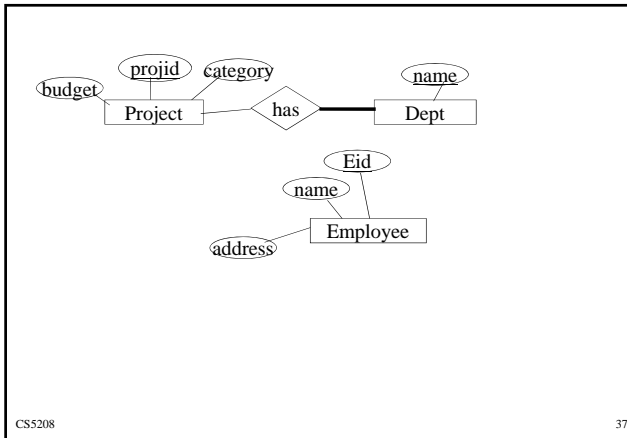 projid
category
name
budget
Project
has
Dept
Eid
name
Employee
address
CS5208
37